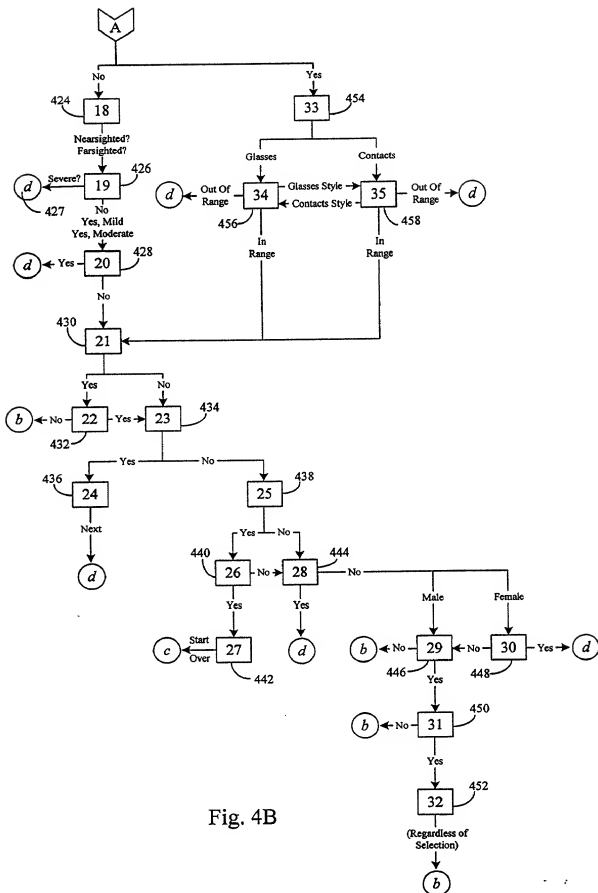 A
No
Yes
424
18
33
454
Nearsighted?
Farsighted?
Glasses
Contacts
Severe?
19
426
d
427
No
Yes, Mild
Yes, Moderate
d
Out Of
Range
34
456
Glasses Style
Contacts Style
35
458
Out Of
Range
d
In
Range
In
Range
d
Yes
20
428
No
430
21
Yes
No
b
No
22
432
Yes
23
434
Yes
No
436
24
25
438
Next
d
Yes
No
440
26
No
28
444
No
Yes
Yes
Male
Female
c
Start
Over
27
442
d
b
No
29
446
No
30
448
Yes
d
Yes
b
No
31
450
Yes
32
452
(Regardless of
Selection)
b
Fig. 4B